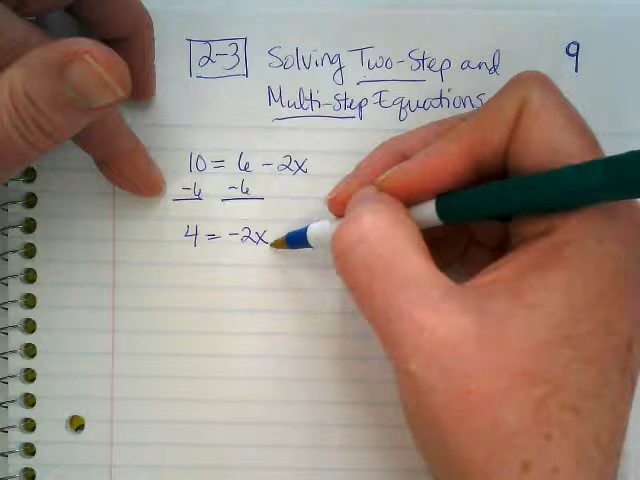 2-3 Solving Two-Step and 9
Multi-step Equations
10 = 6 - 2x
-6 -6
4 = -2x